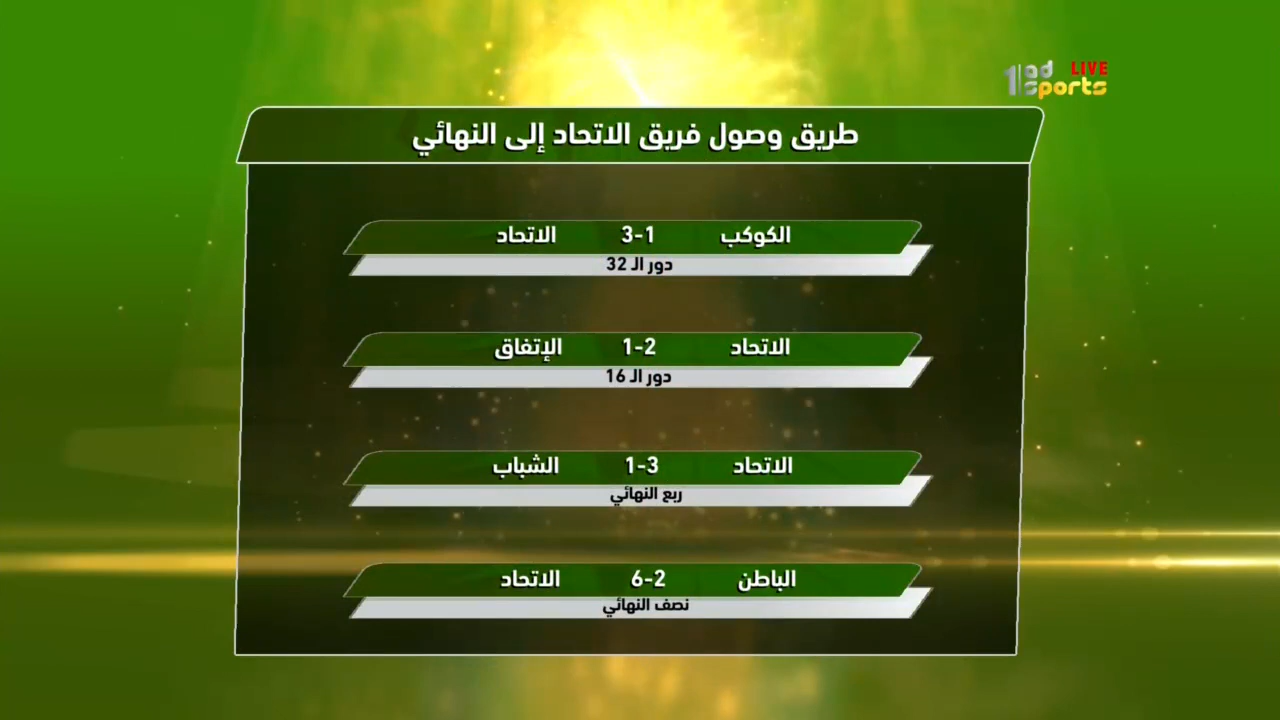 LIVE
1 ad sports
طريق وصول فريق الاتحاد إلى النهائي
الكوكب 3-1 الاتحاد
دور الـ 32
الاتحاد 1-2 الإتفاق
دور الـ 16
الاتحاد 1-3 الشباب
ربع النهائي
الباطن 6-2 الاتحاد
نصف النهائي